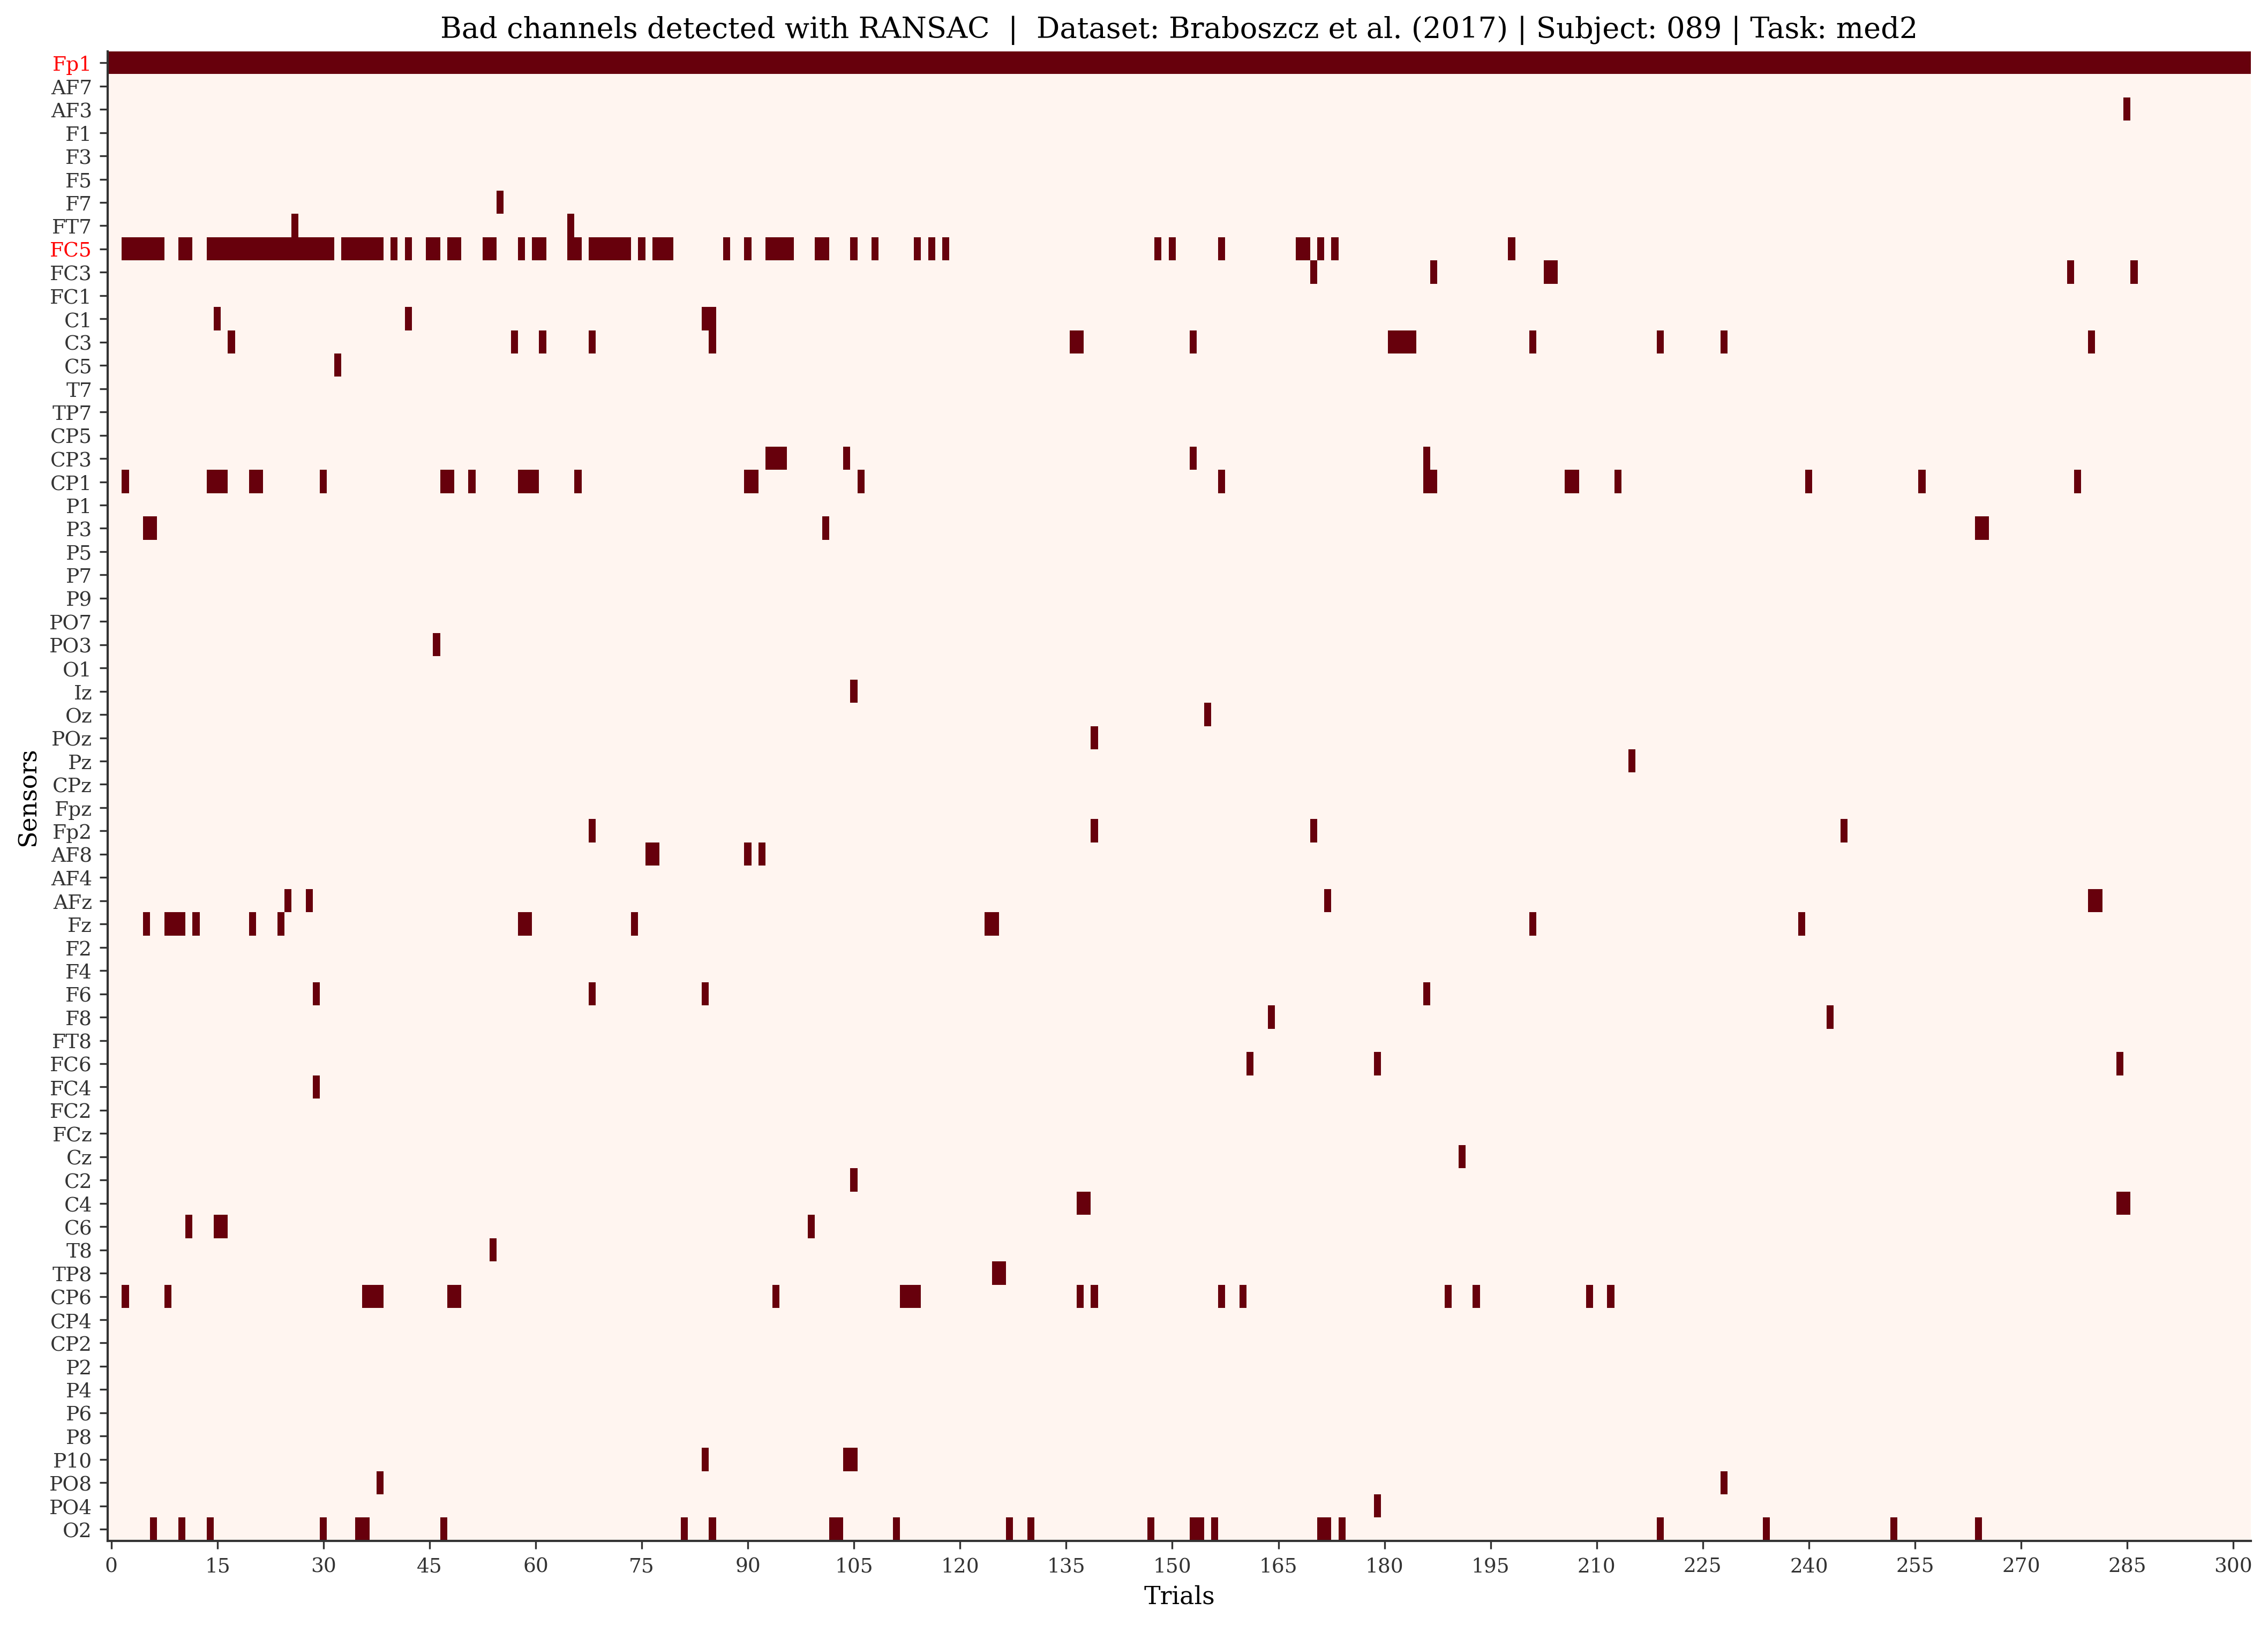 Bad channels detected with RANSAC | Dataset: Braboszcz et al. (2017) | Subject: 089 | Task: med2
Sensors
Fp1
AF7
AF3
F1
F3
F5
F7
FT7
FC5
FC3
FC1
C1
C3
C5
T7
TP7
CP5
CP3
CP1
P1
P3
P5
P7
P9
PO7
PO3
O1
Iz
Oz
POz
Pz
CPz
Fpz
Fp2
AF8
AF4
AFz
Fz
F2
F4
F6
F8
FT8
FC6
FC4
FC2
FCz
Cz
C2
C4
C6
T8
TP8
CP6
CP4
CP2
P2
P4
P6
P8
P10
PO8
PO4
O2
0 15 30 45 60 75 90 105 120 135 150 165 180 195 210 225 240 255 270 285 300
Trials